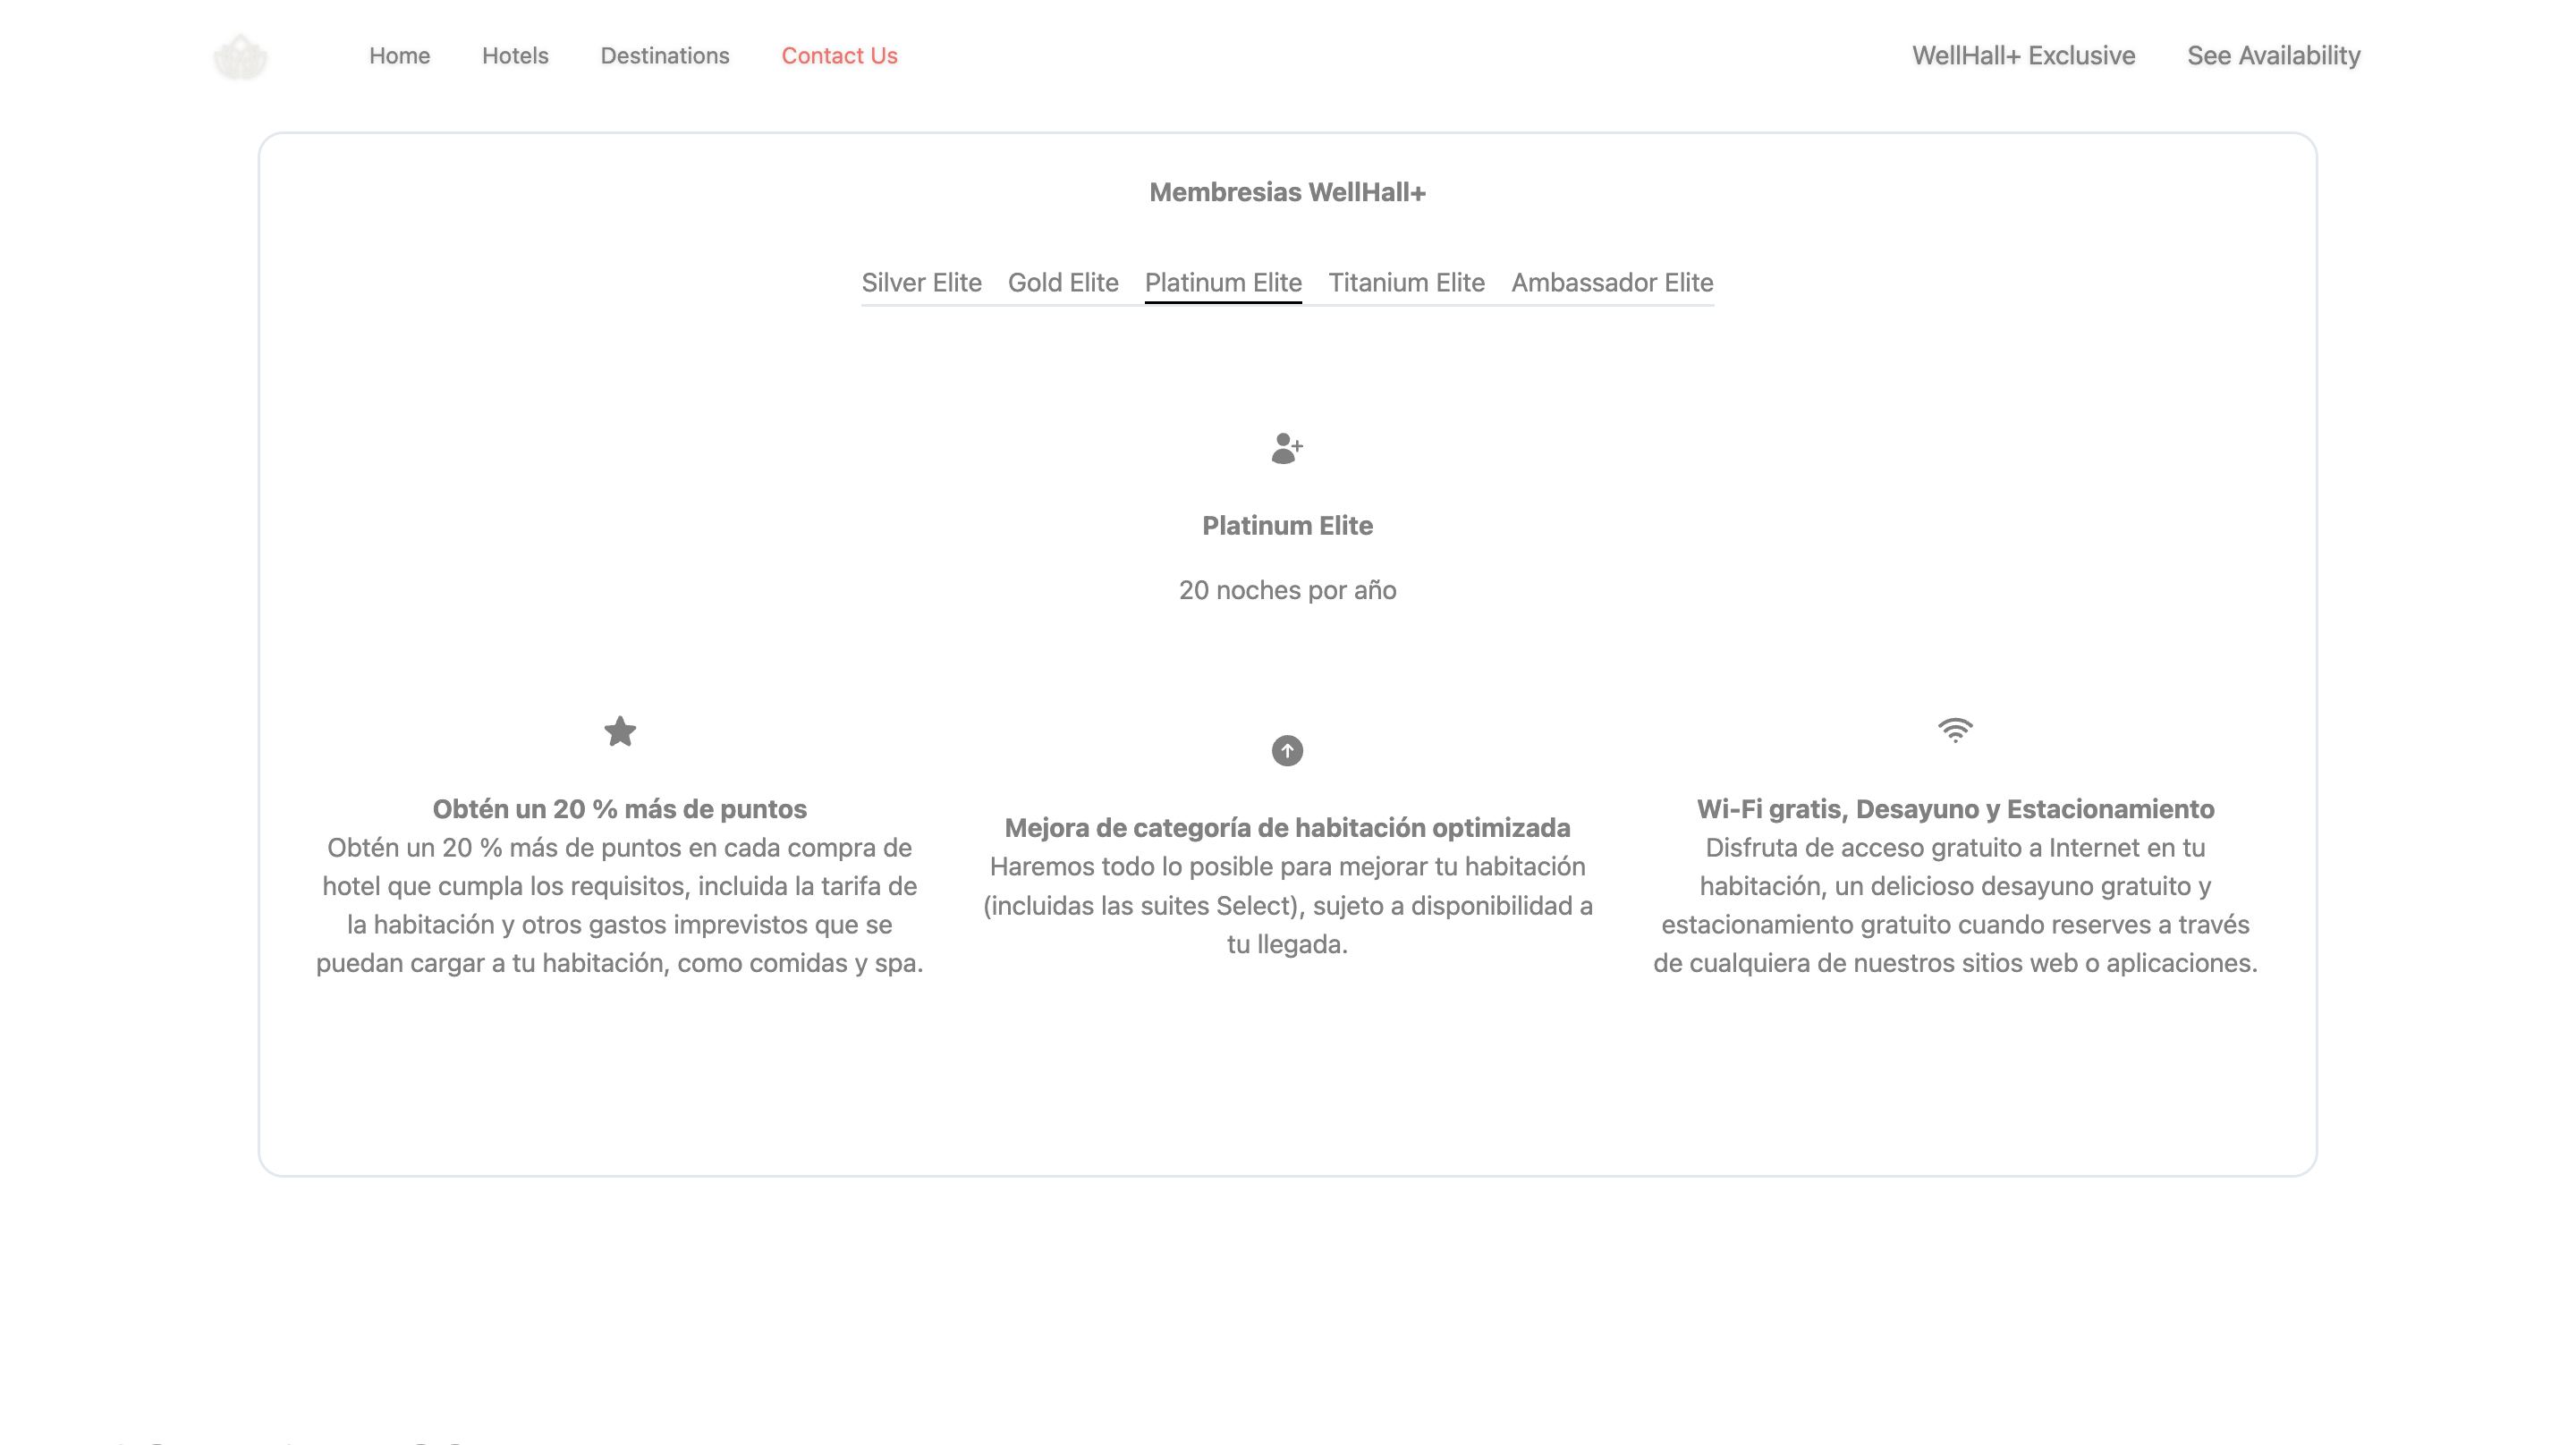 Home Hotels Destinations Contact Us WellHall+ Exclusive See Availability
Membresias WellHall+
Silver Elite Gold Elite Platinum Elite Titanium Elite Ambassador Elite
Platinum Elite
20 noches por año
Obtén un 20 % más de puntos
Obtén un 20 % más de puntos en cada compra de
hotel que cumpla los requisitos, incluida la tarifa de
la habitación y otros gastos imprevistos que se
puedan cargar a tu habitación, como comidas y spa.
Mejora de categoría de habitación optimizada
Haremos todo lo posible para mejorar tu habitación
(incluidas las suites Select), sujeto a disponibilidad a
tu llegada.
Wi-Fi gratis, Desayuno y Estacionamiento
Disfruta de acceso gratuito a Internet en tu
habitación, un delicioso desayuno gratuito y
estacionamiento gratuito cuando reserves a través
de cualquiera de nuestros sitios web o aplicaciones.